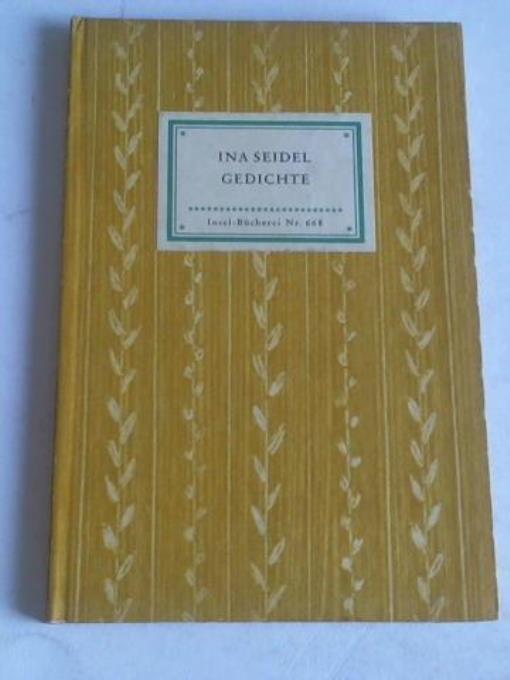 INA SEIDEL
GEDICHTE
Insel-Bücherei Nr. 668